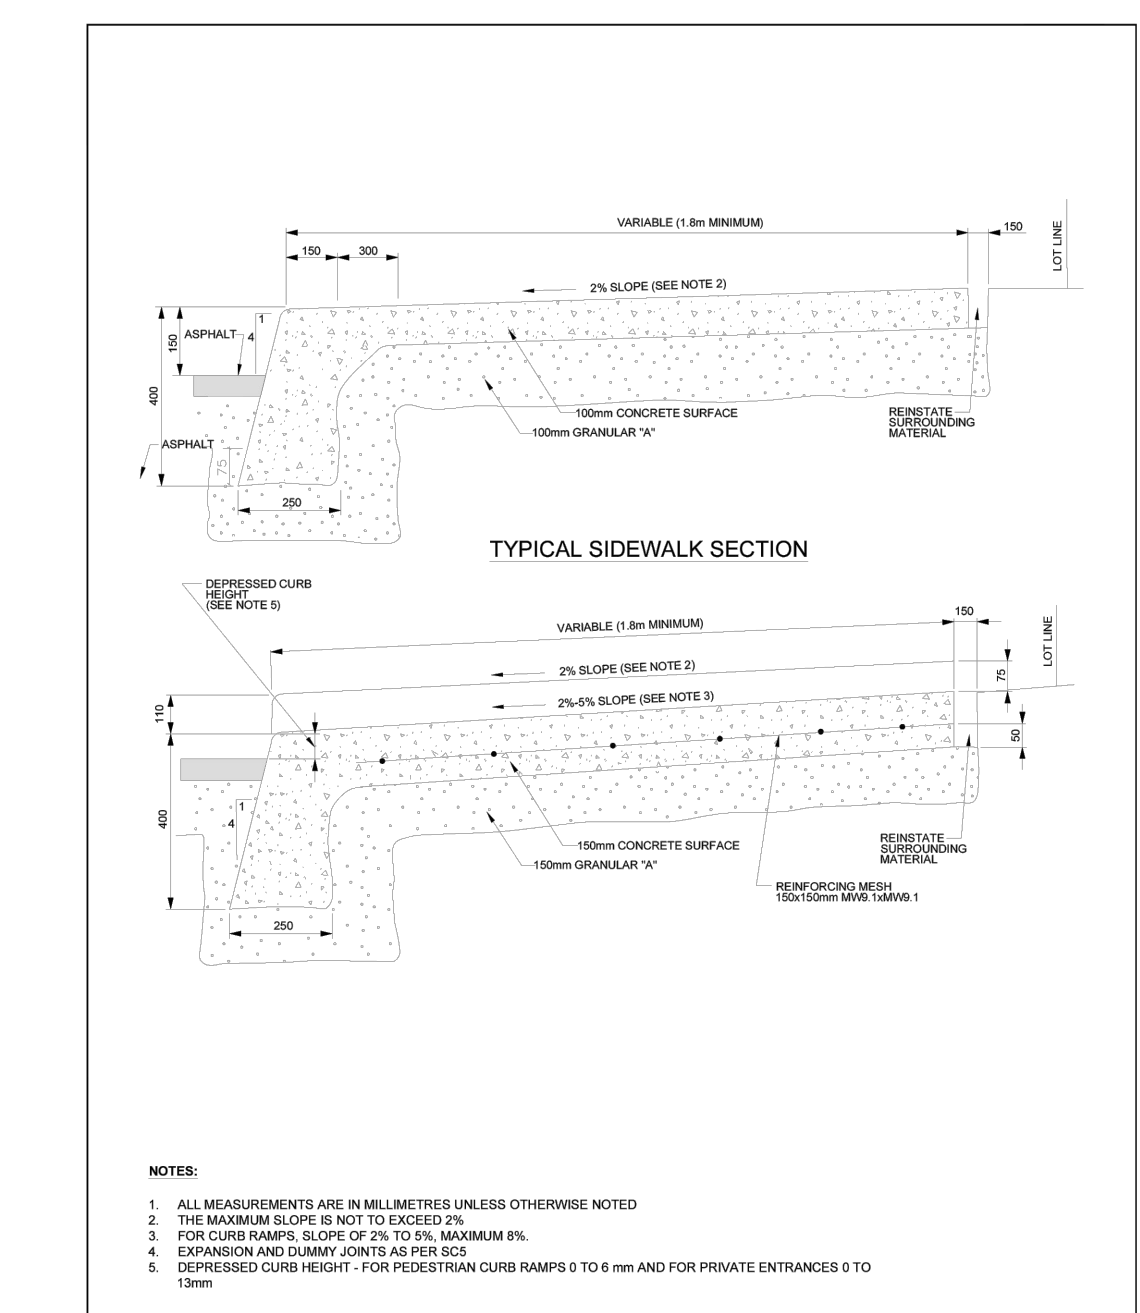 VARIABLE (1.8m MINIMUM)
150
LOT LINE
150
300
2% SLOPE (SEE NOTE 2)
1
4
ASPHALT
150
400
100mm CONCRETE SURFACE
100mm GRANULAR "A"
REINSTATE
SURROUNDING
MATERIAL
ASPHALT
75
250
TYPICAL SIDEWALK SECTION
DEPRESSED CURB
HEIGHT
(SEE NOTE 5)
VARIABLE (1.8m MINIMUM)
150
LOT LINE
2% SLOPE (SEE NOTE 2)
75
2%-5% SLOPE (SEE NOTE 3)
110
50
1
4
400
150mm CONCRETE SURFACE
150mm GRANULAR "A"
REINSTATE
SURROUNDING
MATERIAL
REINFORCING MESH
150x150mm MW9.1xMW9.1
250
NOTES:
1. ALL MEASUREMENTS ARE IN MILLIMETRES UNLESS OTHERWISE NOTED
2. THE MAXIMUM SLOPE IS NOT TO EXCEED 2%
3. FOR CURB RAMPS, SLOPE OF 2% TO 5%, MAXIMUM 8%.
4. EXPANSION AND DUMMY JOINTS AS PER SC5
5. DEPRESSED CURB HEIGHT - FOR PEDESTRIAN CURB RAMPS 0 TO 6 mm AND FOR PRIVATE ENTRANCES 0 TO
13mm